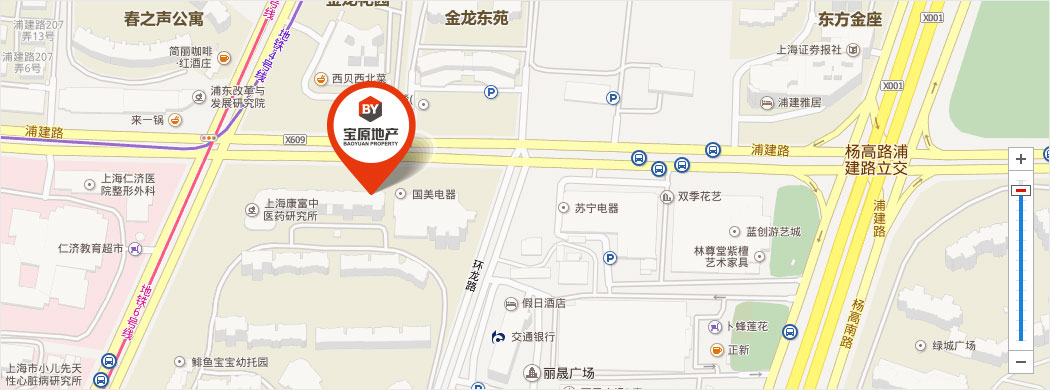 春之声公寓
金龙花园
金龙东苑
东方金座
X001
浦建路207
弄13号
浦建路207
弄6号
简丽咖啡
·红酒庄
地铁4号线
6号线
西贝西北菜
上海证券报社
X001
浦东改革与
发展研究院
来一锅
浦建雅居
P
P
BY
宝原地产
BAOYUAN PROPERTY
浦建路
X609
浦建路
杨高路浦
建路立交
上海仁济医
院整形外科
国美电器
双季花艺
上海康富中
医药研究所
苏宁电器
浦建路
蓝创游艺城
仁济教育超市
林尊堂紫檀
艺术家具
P
环龙路
地铁6号线
假日酒店
杨高南路
卜蜂莲花
交通银行
正新
绿城广场
鲱鱼宝宝幼托园
上海市小儿先天
性心脏病研究所
丽晟广场
P